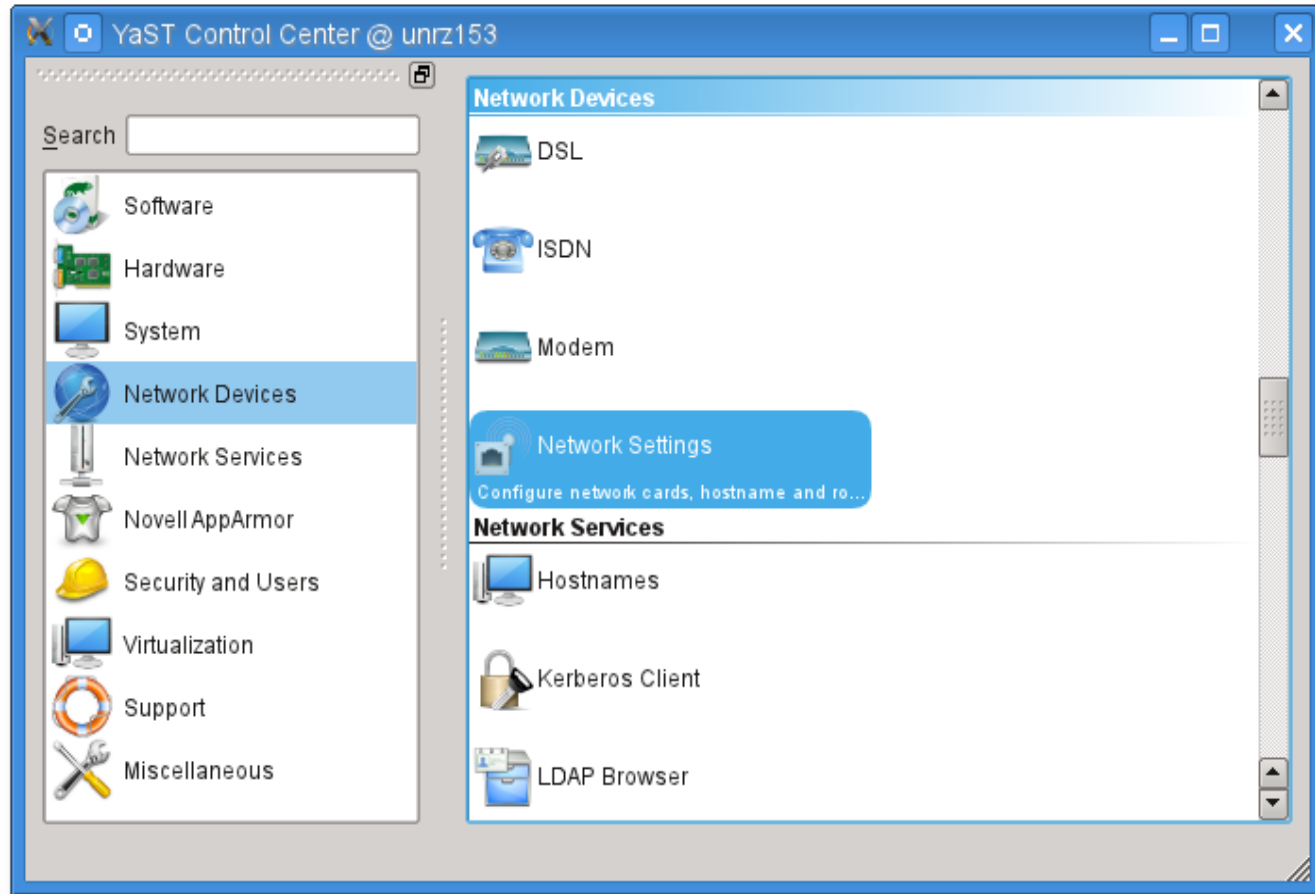 YaST Control Center @ unrz153
Search
Software
Hardware
System
Network Devices
Network Services
Novell AppArmor
Security and Users
Virtualization
Support
Miscellaneous
Network Devices
DSL
ISDN
Modem
Network Settings
Configure network cards, hostname and ro...
Network Services
Hostnames
Kerberos Client
LDAP Browser